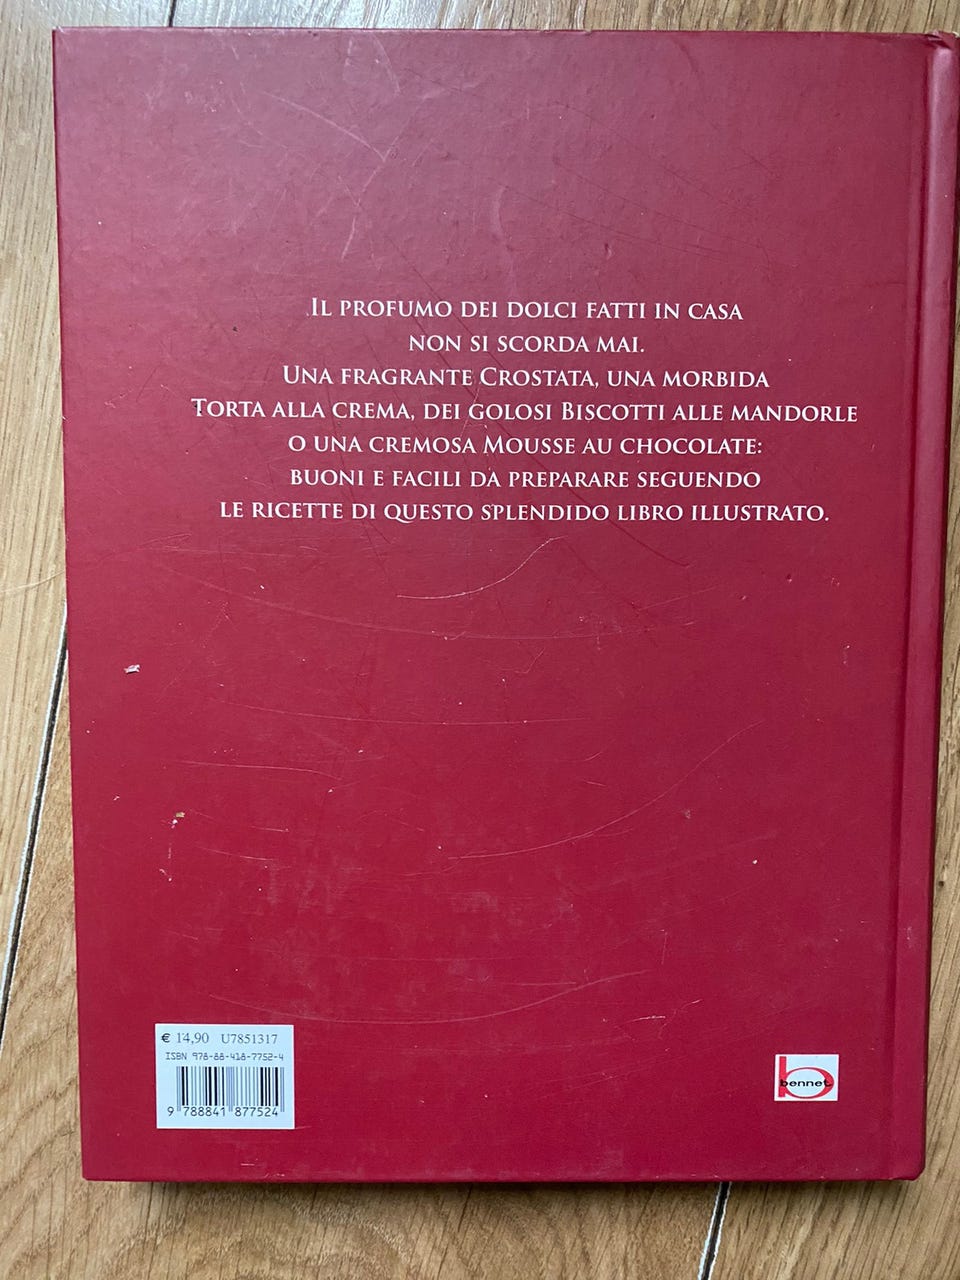 Il profumo dei dolci fatti in casa
non si scorda mai.
Una fragrante Crostata, una morbida
Torta alla crema, dei golosi Biscotti alle mandorle
o una cremosa Mousse au chocolate:
buoni e facili da preparare seguendo
le ricette di questo splendido libro illustrato.
€ 14,90 U7851317
ISBN 978-88-418-7752-4
9 788841 877524
b
bennet